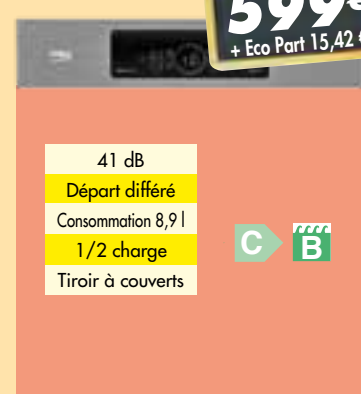 599€
+ Eco Part 15,42 €
41 dB
Départ différé
Consommation 8,9 l
1/2 charge
Tiroir à couverts
C
B